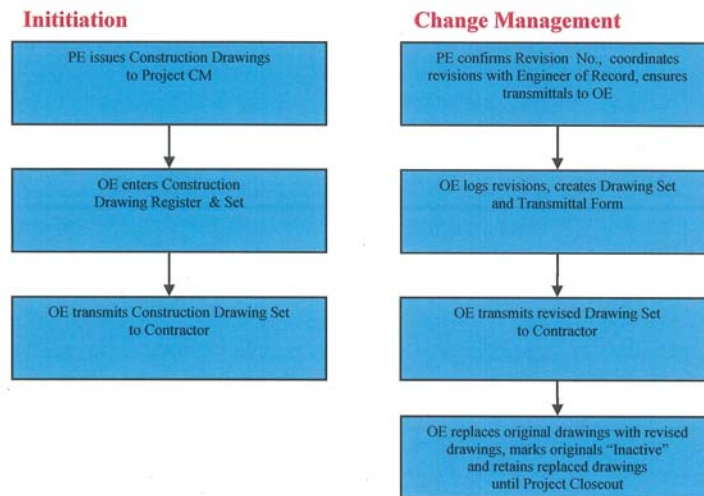 Inititiation
PE issues Construction Drawings
to Project CM
OE enters Construction
Drawing Register & Set
OE transmits Construction Drawing Set
to Contractor
Change Management
PE confirms Revision No., coordinates
revisions with Engineer of Record, ensures
transmittals to OE
OE logs revisions, creates Drawing Set
and Transmittal Form
OE transmits revised Drawing Set
to Contractor
OE replaces original drawings with revised
drawings, marks originals “Inactive”
and retains replaced drawings
until Project Closeout